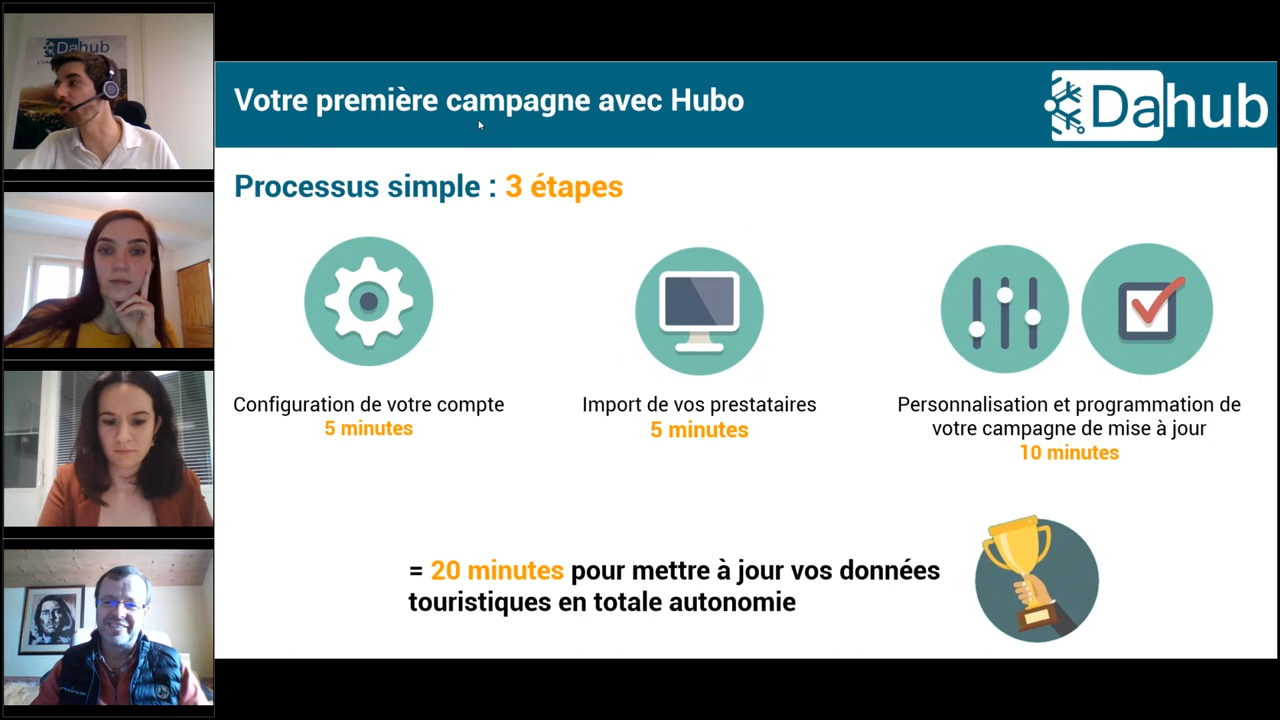 Dahub
Votre première campagne avec Hubo
Dahub
Processus simple : 3 étapes
Configuration de votre compte
5 minutes
Import de vos prestataires
5 minutes
Personnalisation et programmation de
votre campagne de mise à jour
10 minutes
= 20 minutes pour mettre à jour vos données
touristiques en totale autonomie